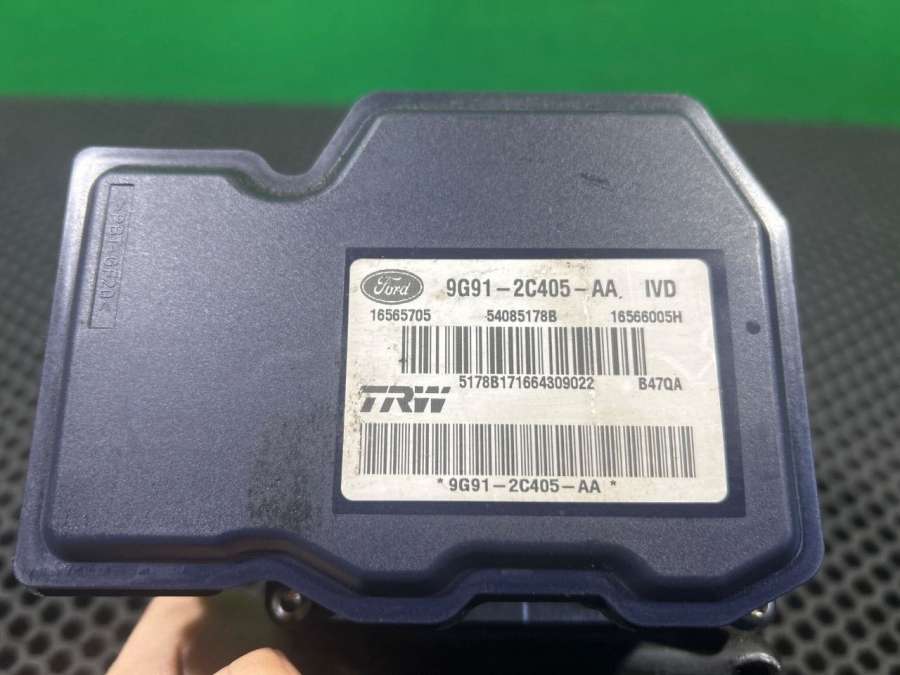 Ford 9G91-2C405-AA IVD
16565705 54085178B 16566005H
5178B171664309022 B47QA
TRW
*9G91-2C405-AA*